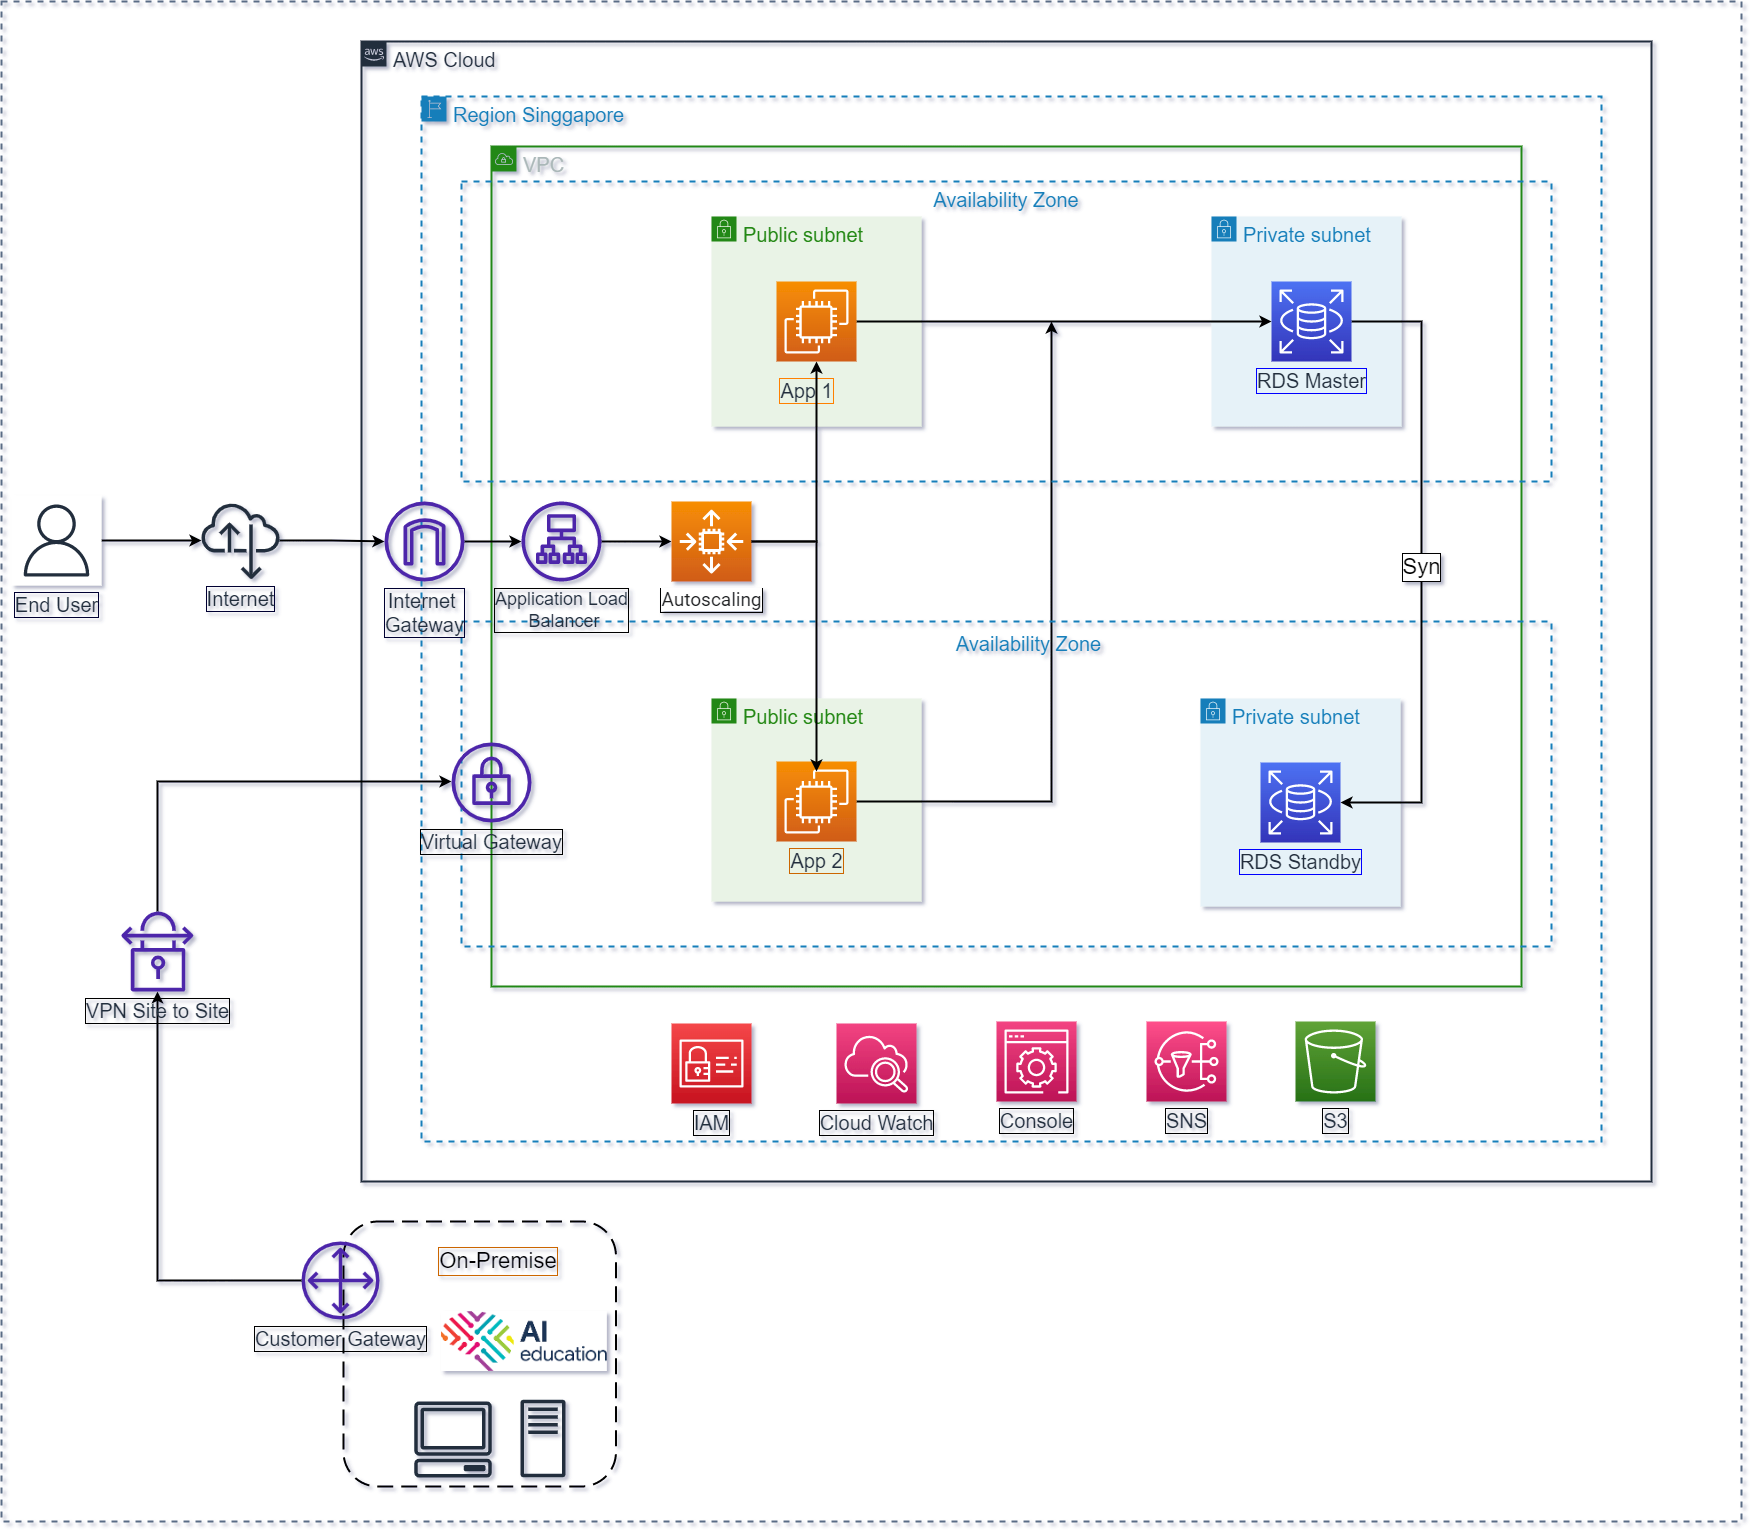 aws
AWS Cloud
Region Singgapore
VPC
Availability Zone
Public subnet
Private subnet
App 1
RDS Master
End User
Internet
Internet
Gateway
Application Load
Balancer
Autoscaling
Syn
Availability Zone
Public subnet
Private subnet
App 2
RDS Standby
Virtual Gateway
VPN Site to Site
IAM
Cloud Watch
Console
SNS
S3
On-Premise
Customer Gateway
AI
education